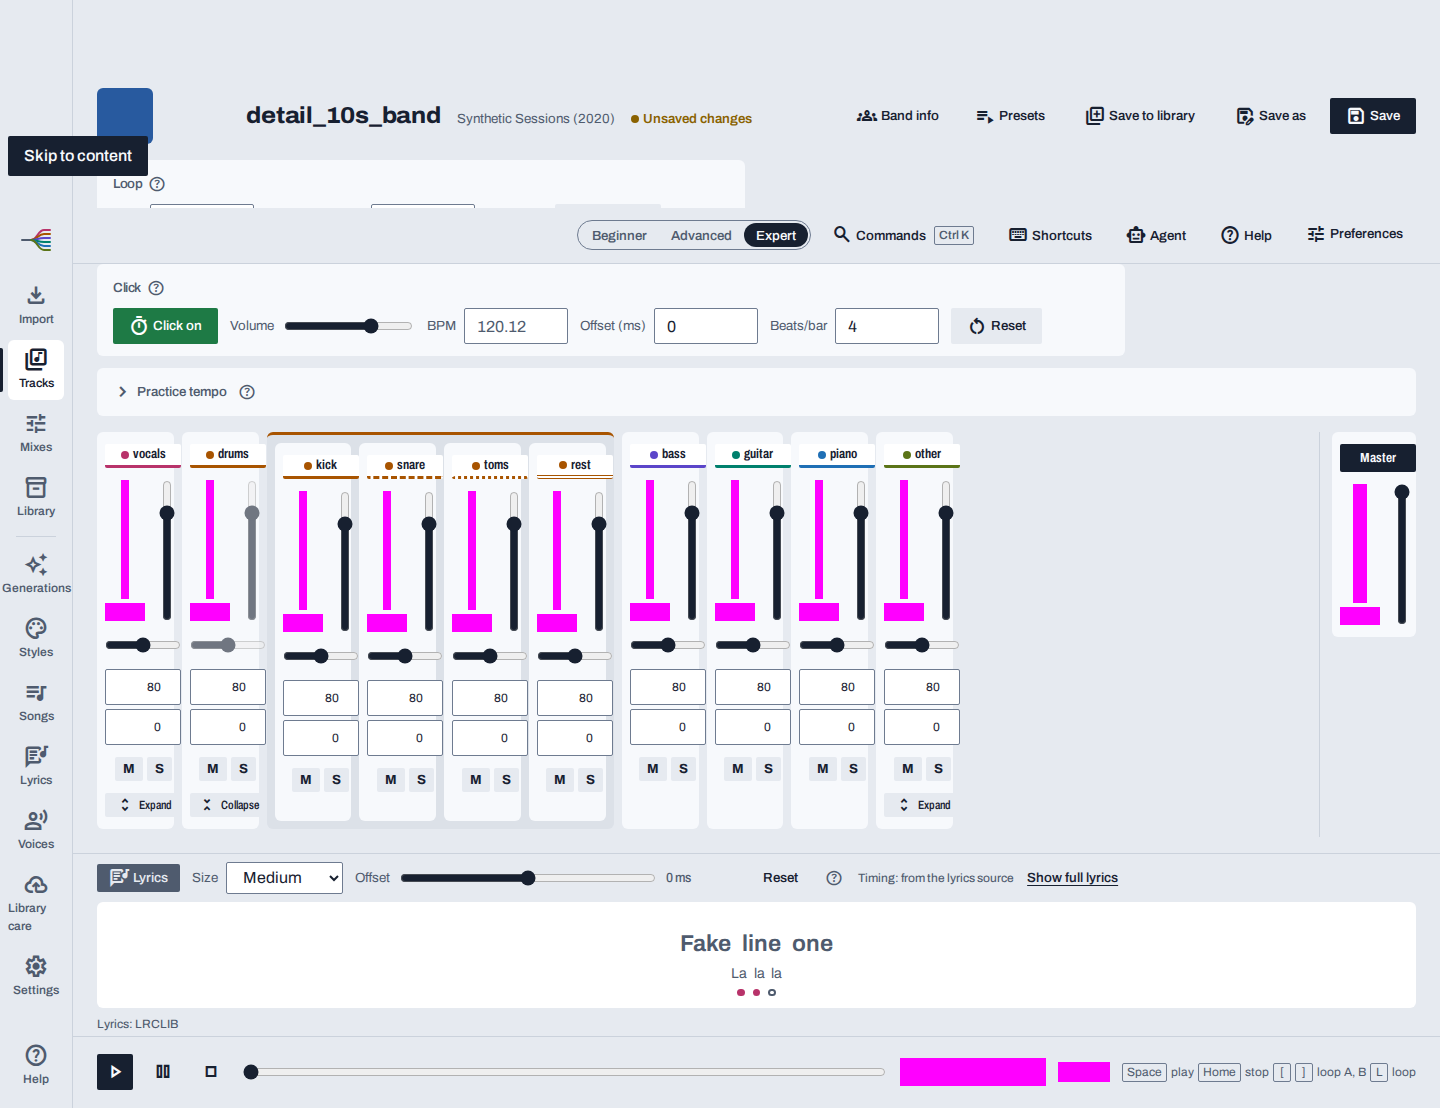 detail_10s_band Synthetic Sessions (2020) Unsaved changes Band info Presets Save to library Save as Save
Skip to content
Loop
Beginner Advanced Expert Commands Ctrl K Shortcuts Agent Help Preferences
Import
Tracks
Mixes
Library
Generations
Styles
Songs
Lyrics
Voices
Library care
Settings
Help
Click
Click on Volume BPM 120.12 Offset (ms) 0 Beats/bar 4 Reset
Practice tempo
vocals drums kick snare toms rest bass guitar piano other Master
80 80 80 80 80 80 80 80 80 80
0 0 0 0 0 0 0 0 0 0
M S M S M S M S M S M S M S M S M S M S
Expand Collapse Expand
Lyrics Size Medium Offset 0 ms Reset Timing: from the lyrics source Show full lyrics
Fake line one
La la la
Lyrics: LRCLIB
Space play Home stop [ ] loop A, B L loop